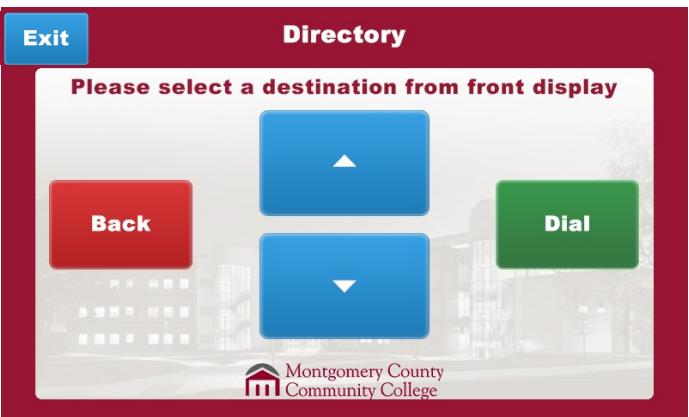 Exit
Directory
Please select a destination from front display
Back
Dial
Montgomery County
Community College